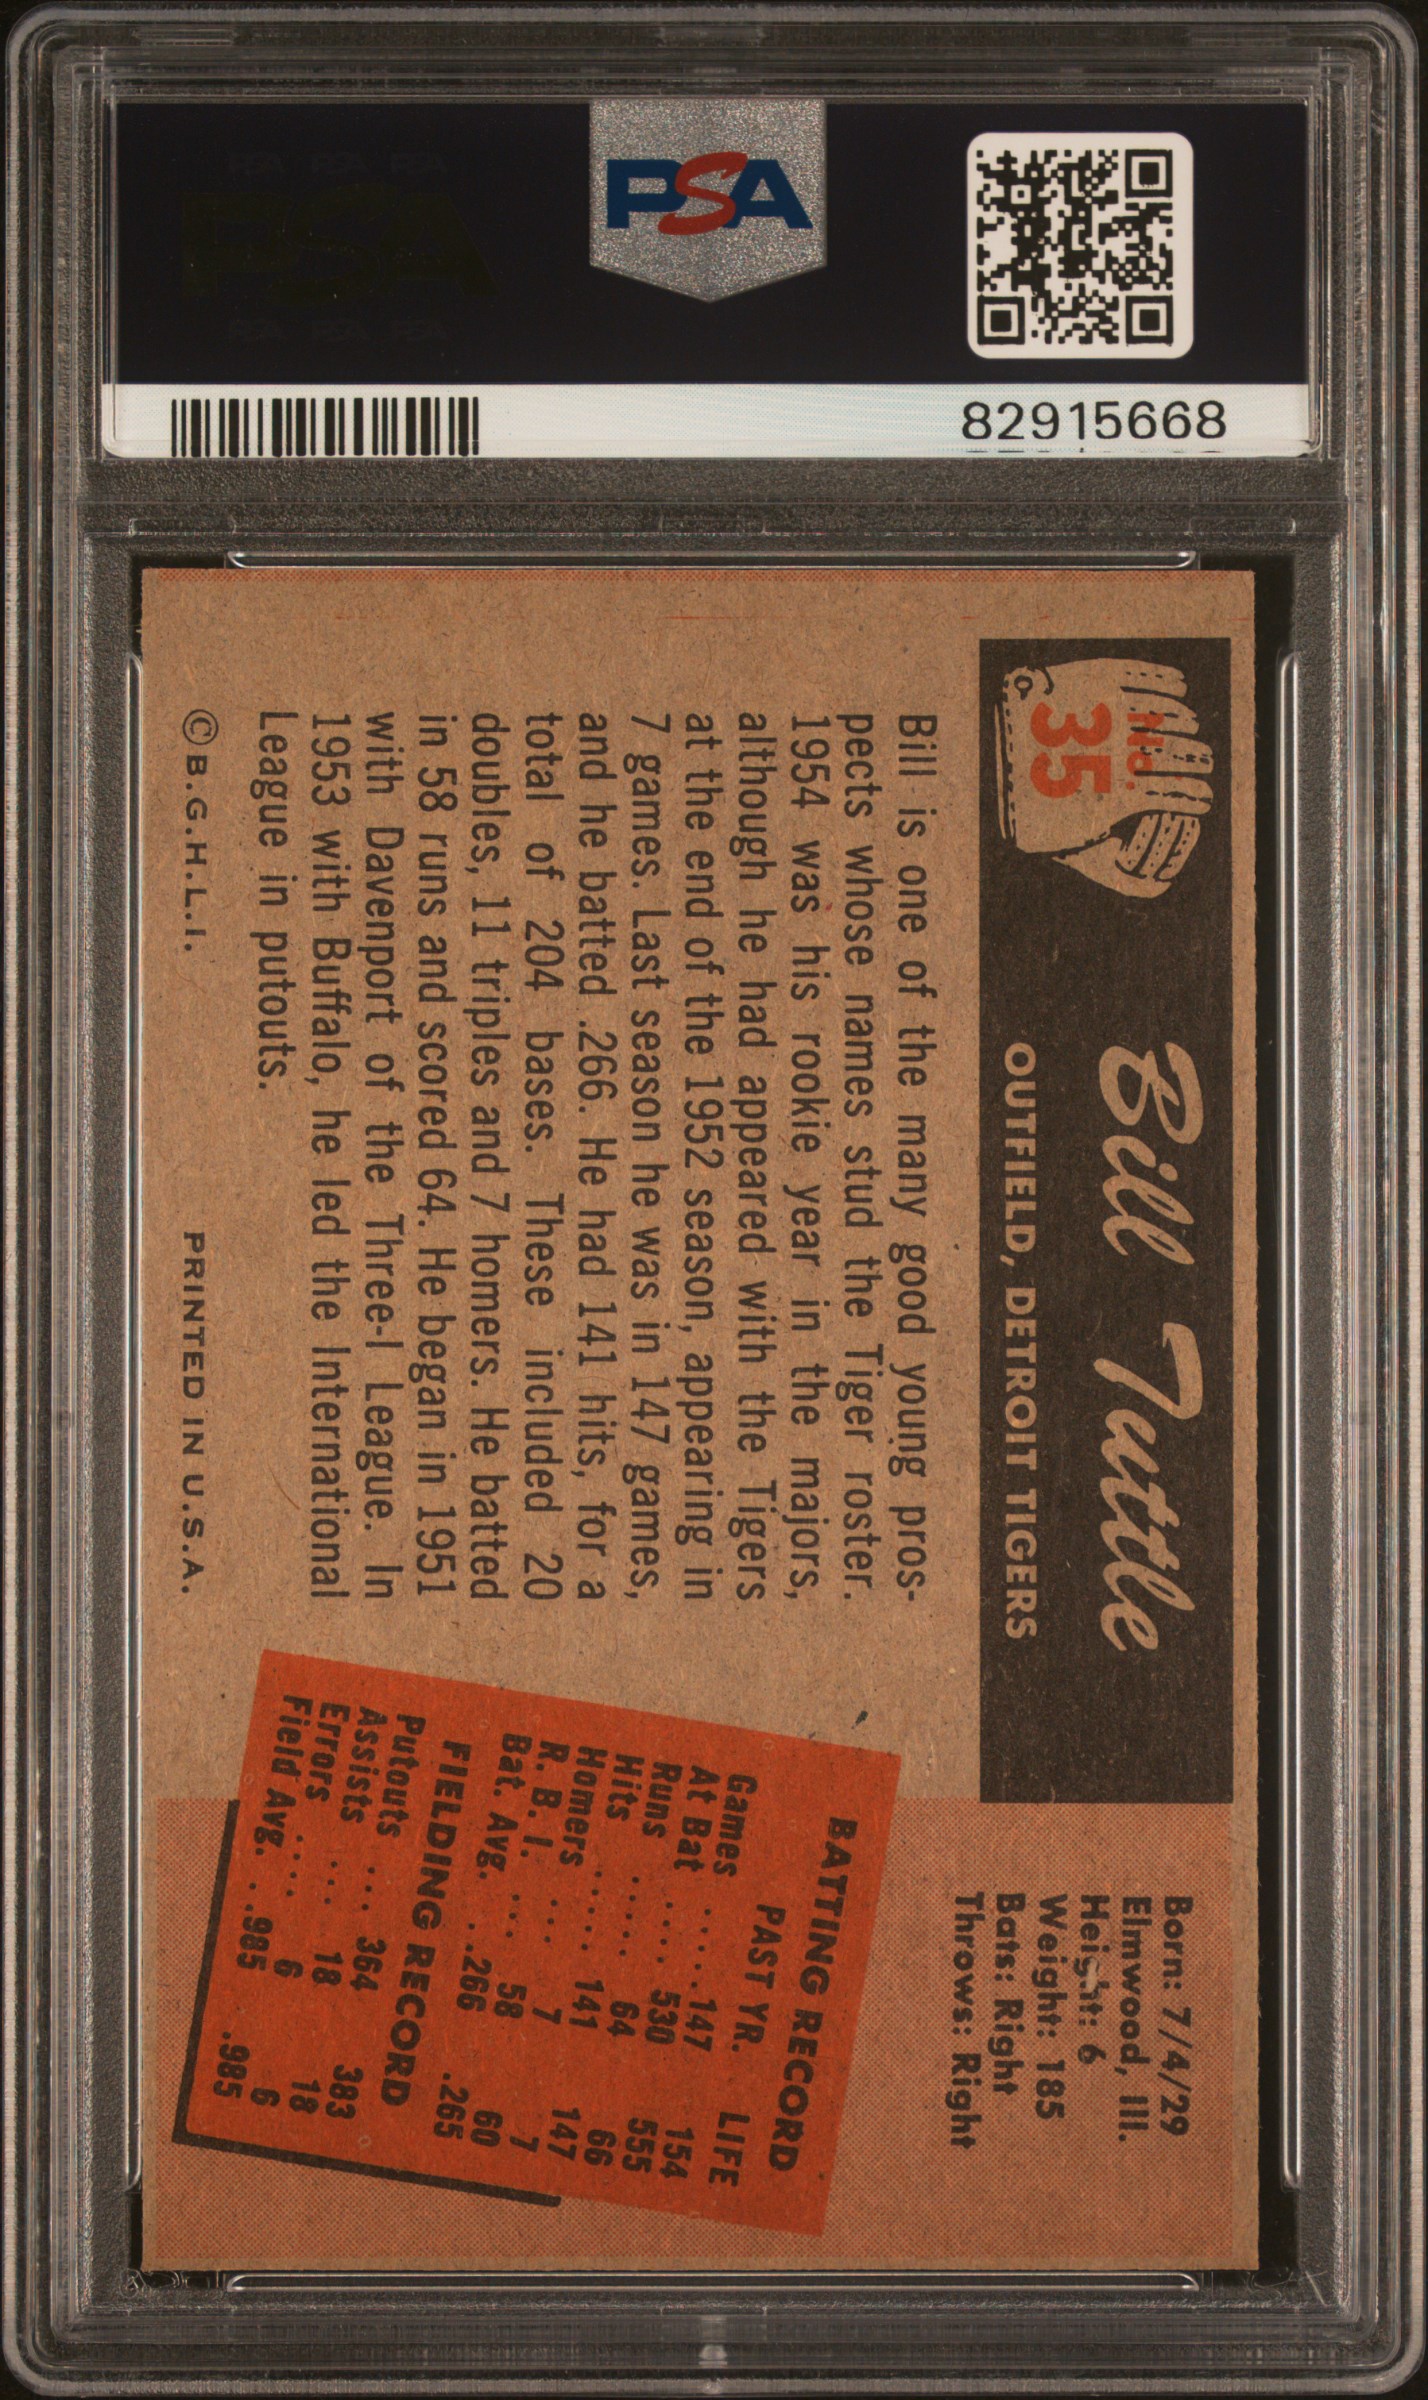 PSA
82915668
No.
35
Bill Tuttle
OUTFIELD, DETROIT TIGERS
Born: 7/4/29
Elmwood, Ill.
Height: 6
Weight: 185
Bats: Right
Throws: Right
Bill is one of the many good young pros-
pects whose names stud the Tiger roster.
1954 was his rookie year in the majors,
although he had appeared with the Tigers
at the end of the 1952 season, appearing in
7 games. Last season he was in 147 games,
and he batted .266. He had 141 hits, for a
total of 204 bases. These included 20
doubles, 11 triples and 7 homers. He batted
in 58 runs and scored 64. He began in 1951
with Davenport of the Three-I League. In
1953 with Buffalo, he led the International
League in putouts.
BATTING RECORD
PAST YR. LIFE
Games ..... 147 154
At Bat .... 530 555
Runs ..... 64 66
Hits ..... 141 147
Homers ... 7 7
R. B. I. ... 58 60
Bat. Avg. . .266 .265
FIELDING RECORD
Putouts ... 364 383
Assists ... 18 18
Errors .... 6 6
Field Avg. . .985 .985
© B.G.H.L.I. PRINTED IN U.S.A.